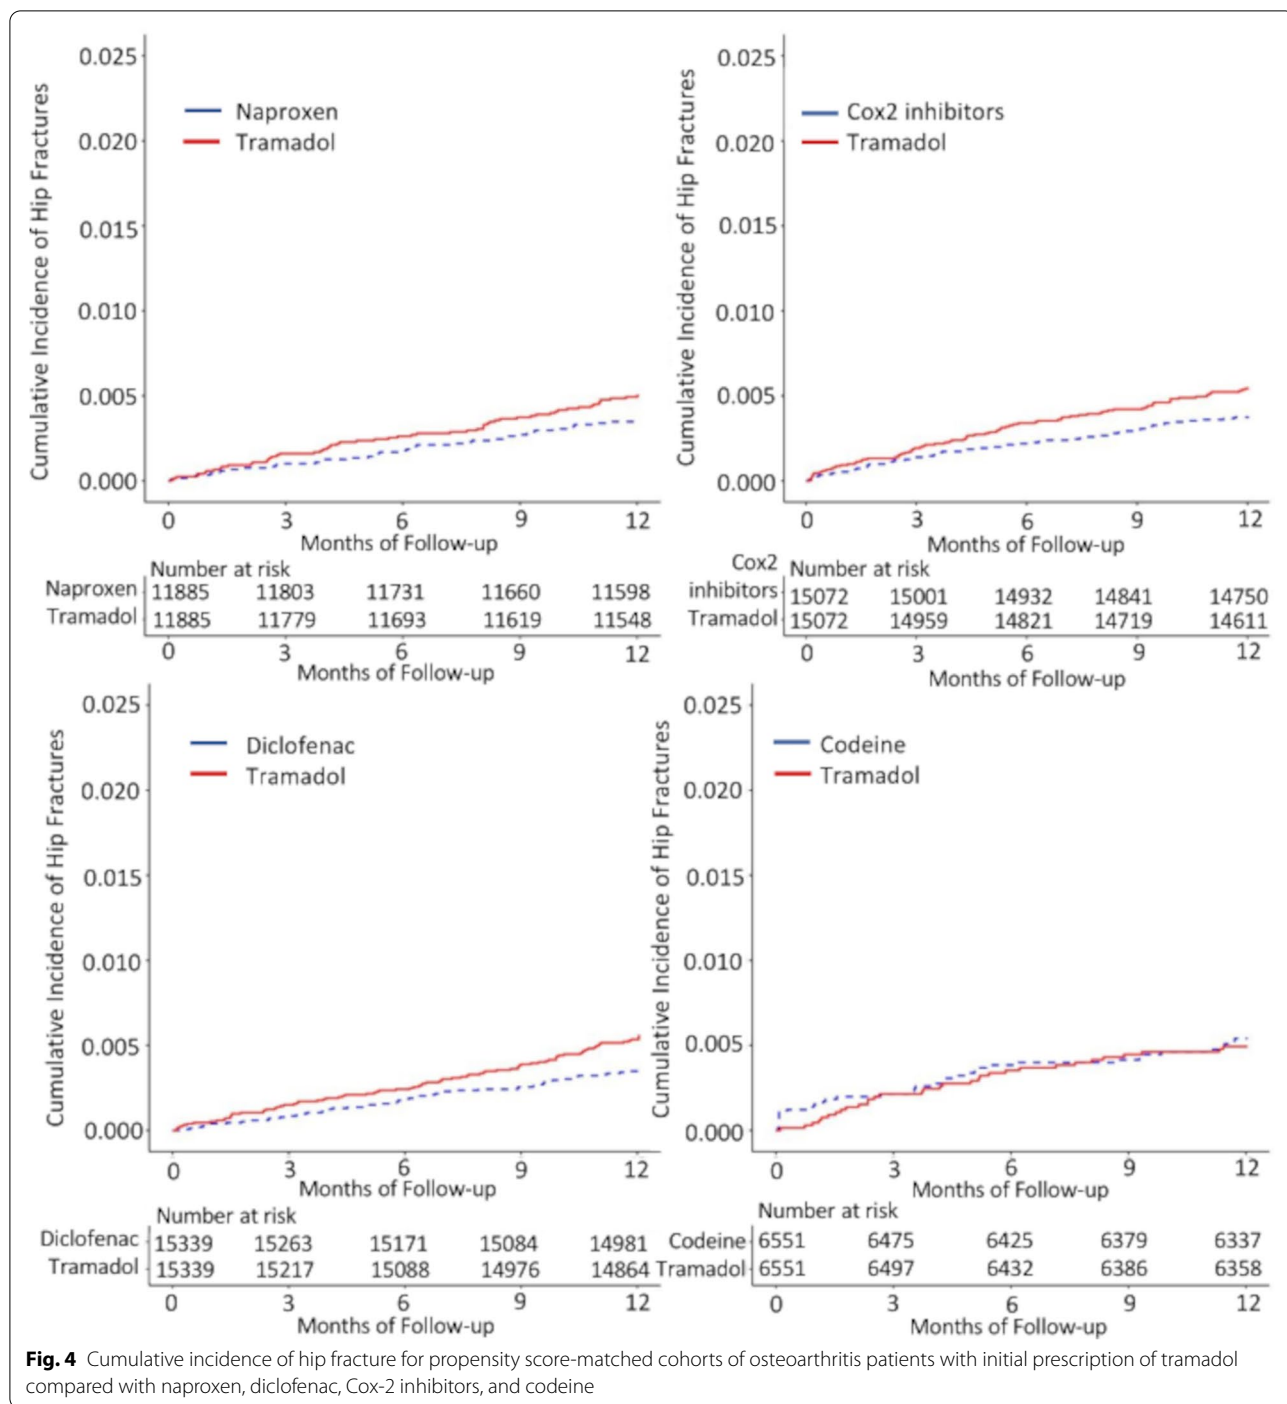 0.025
0.020
0.015
0.010
0.005
0.000
Cumulative Incidence of Hip Fractures
Naproxen
Tramadol
0 3 6 9 12
Months of Follow-up
Number at risk
Naproxen 11885 11803 11731 11660 11598
Tramadol 11885 11779 11693 11619 11548
0 3 6 9 12
Months of Follow-up
0.025
0.020
0.015
0.010
0.005
0.000
Cumulative Incidence of Hip Fractures
Cox2 inhibitors
Tramadol
0 3 6 9 12
Months of Follow-up
Cox2 Number at risk
inhibitors 15072 15001 14932 14841 14750
Tramadol 15072 14959 14821 14719 14611
0 3 6 9 12
Months of Follow-up
0.025
0.020
0.015
0.010
0.005
0.000
Cumulative Incidence of Hip Fractures
Diclofenac
Tramadol
0 3 6 9 12
Months of Follow-up
Number at risk
Diclofenac 15339 15263 15171 15084 14981
Tramadol 15339 15217 15088 14976 14864
0 3 6 9 12
Months of Follow-up
0.025
0.020
0.015
0.010
0.005
0.000
Cumulative Incidence of Hip Fractures
Codeine
Tramadol
0 3 6 9 12
Months of Follow-up
Number at risk
Codeine 6551 6475 6425 6379 6337
Tramadol 6551 6497 6432 6386 6358
0 3 6 9 12
Months of Follow-up
Fig. 4 Cumulative incidence of hip fracture for propensity score-matched cohorts of osteoarthritis patients with initial prescription of tramadol
compared with naproxen, diclofenac, Cox-2 inhibitors, and codeine